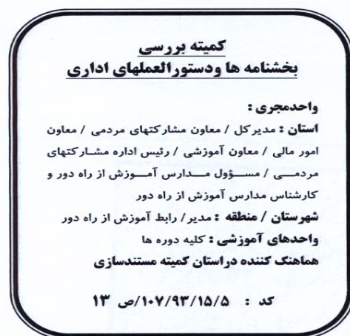 کمیته بررسی
بخشنامه ها ودستورالعملهای اداری
واحدمجری :
استان : مدیرکل / معاون مشارکتهای مردمی / معاون
امور مالی / معاون آموزشی / رئیس اداره مشارکتهای
مردمی / مسئوول مدارس آموزش از راه دور و
کارشناس مدارس آموزش از راه دور
شهرستان / منطقه : مدیر/ رابط آموزش از راه دور
واحدهای آموزشی : کلیه دوره ها
هماهنگ کننده دراستان کمیته مستندسازی
کد : ۱۰۷/۹۳/۱۵/۵/ص ۱۳